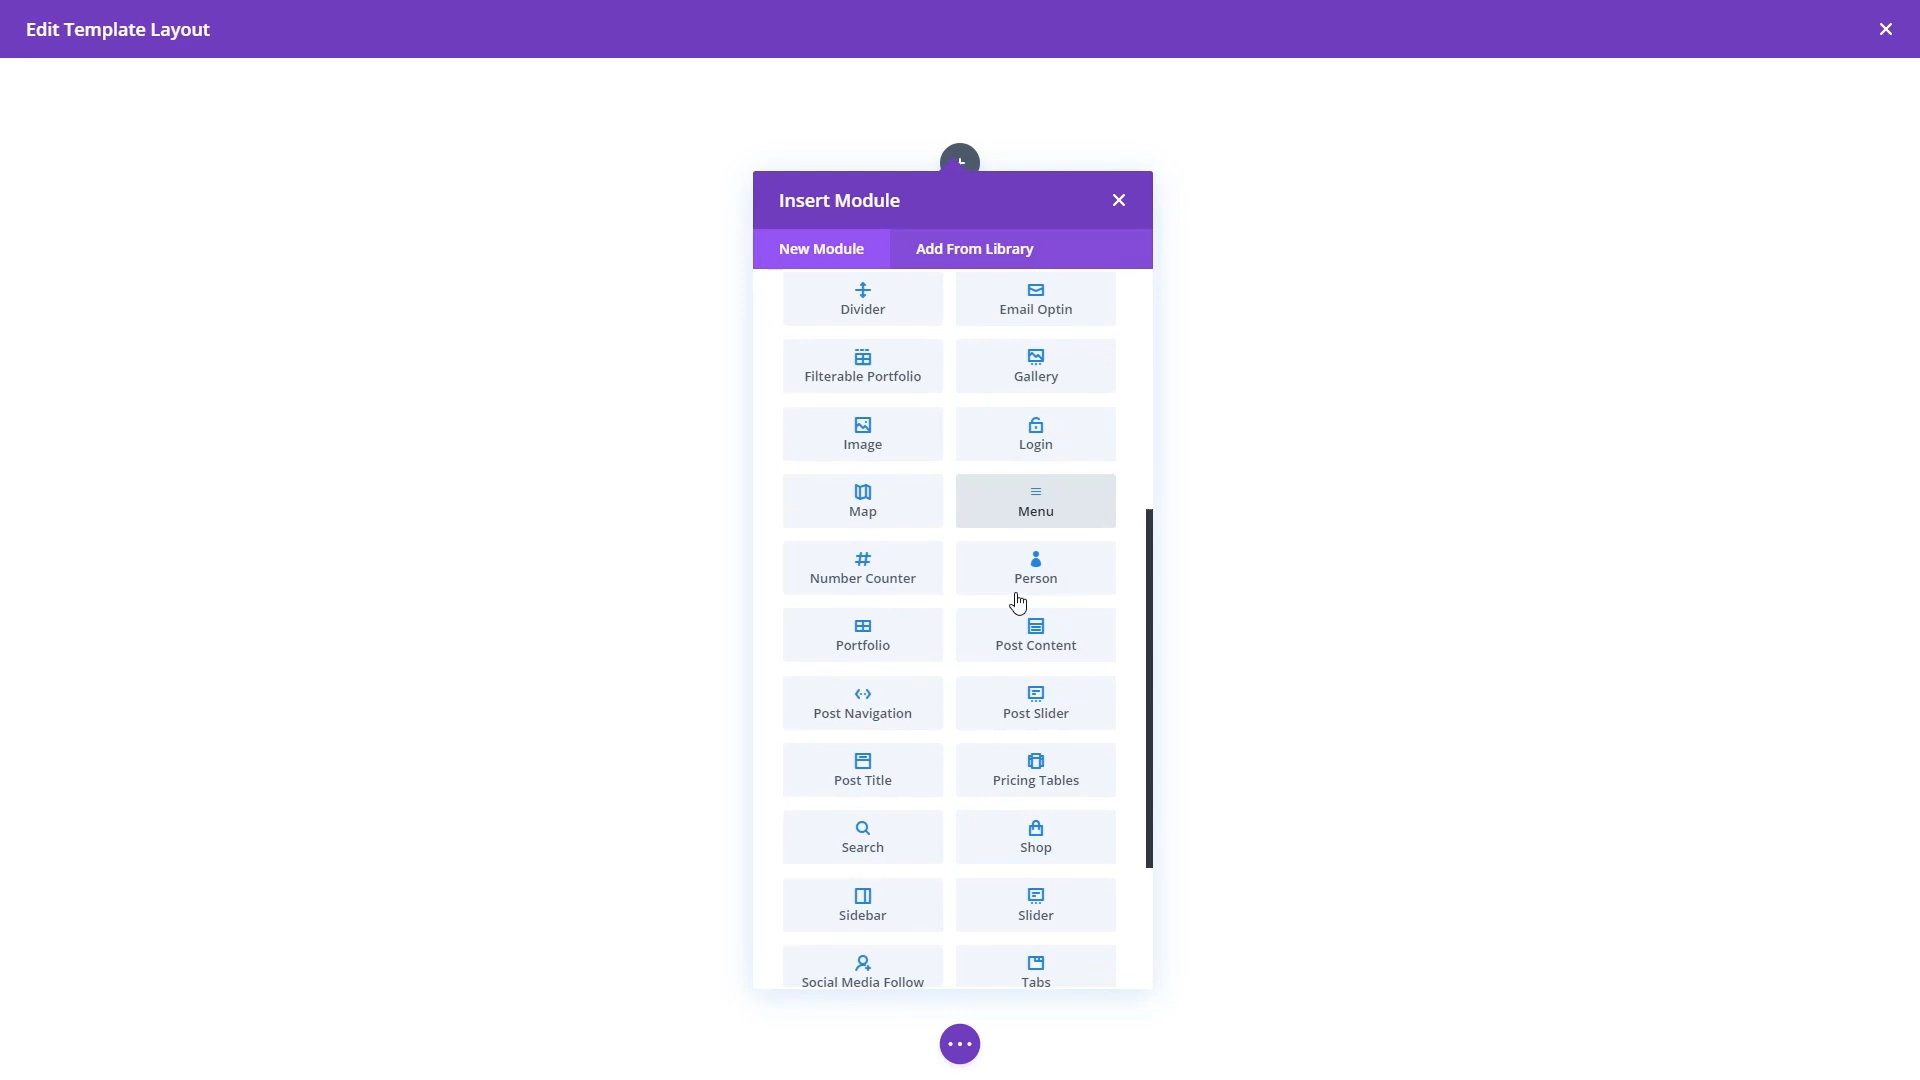 Edit Template Layout
Insert Module
New Module Add From Library
Divider Email Optin
Filterable Portfolio Gallery
Image Login
Map Menu
Number Counter Person
Portfolio Post Content
Post Navigation Post Slider
Post Title Pricing Tables
Search Shop
Sidebar Slider
Social Media Follow Tabs